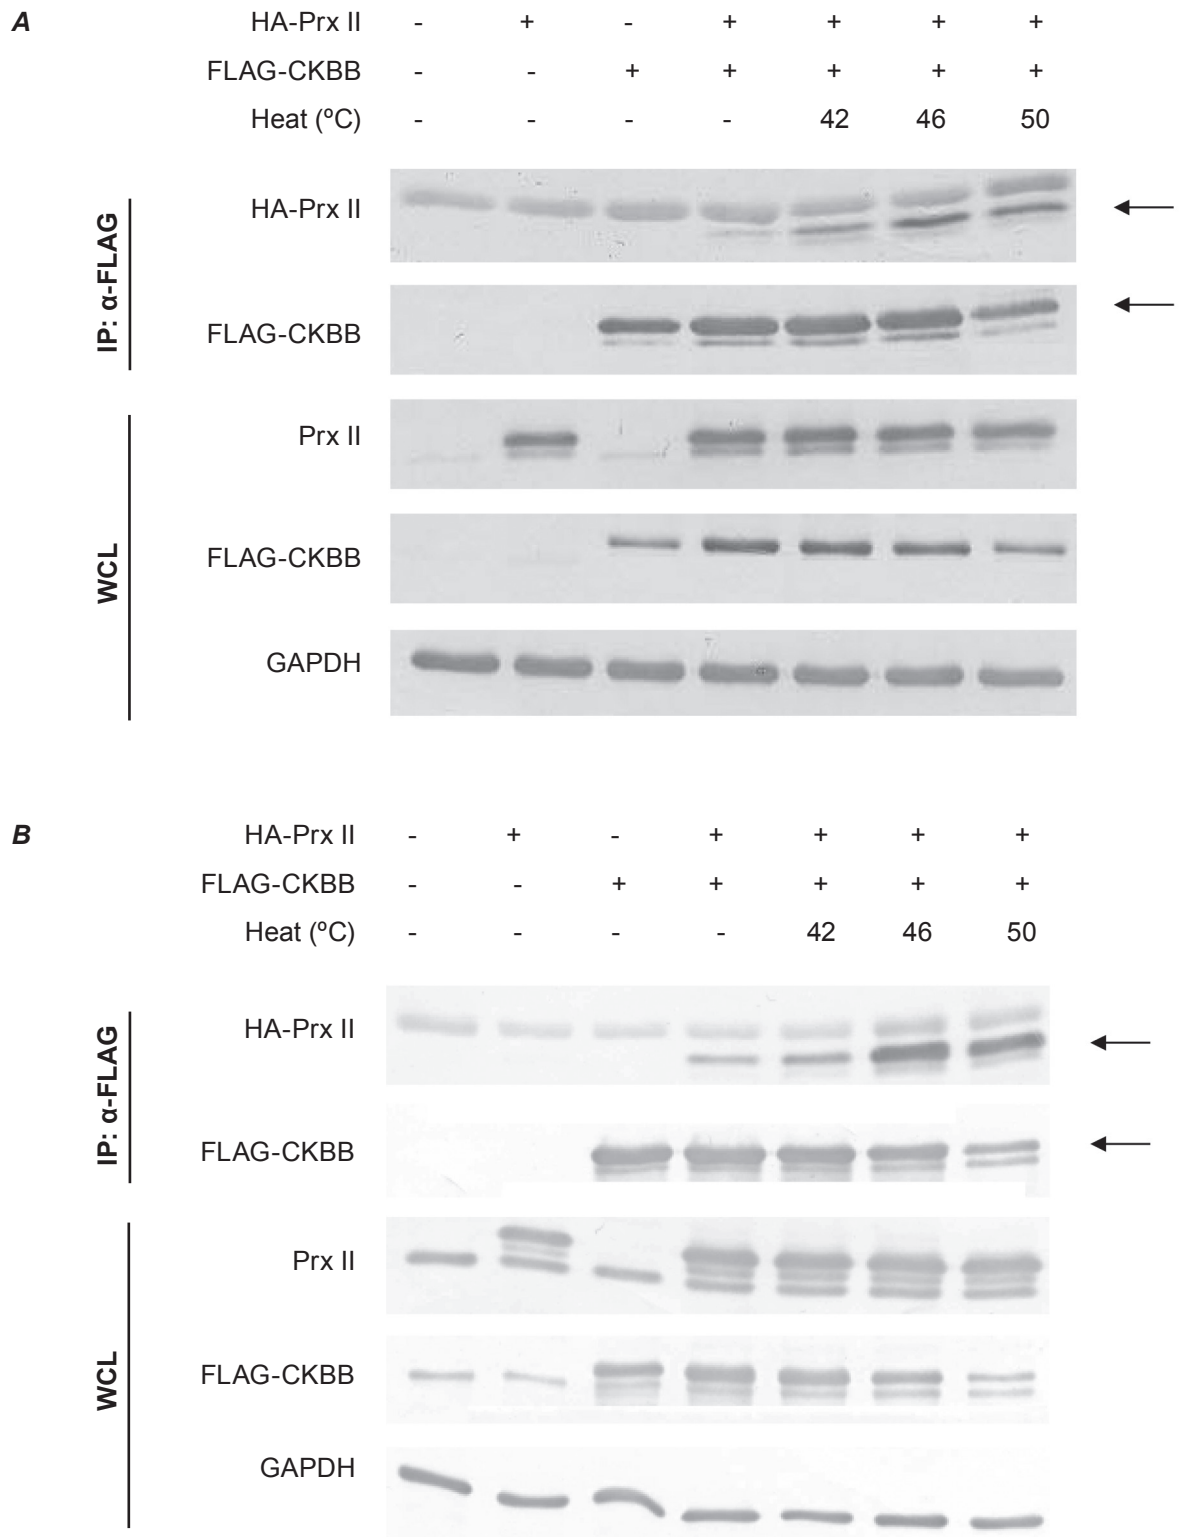 A
HA-Prx II - + - + + + +
FLAG-CKBB - - + + + + +
Heat (ºC) - - - - 42 46 50
IP: α-FLAG
HA-Prx II
FLAG-CKBB
WCL
Prx II
FLAG-CKBB
GAPDH
B
HA-Prx II - + - + + + +
FLAG-CKBB - - + + + + +
Heat (ºC) - - - - 42 46 50
IP: α-FLAG
HA-Prx II
FLAG-CKBB
WCL
Prx II
FLAG-CKBB
GAPDH